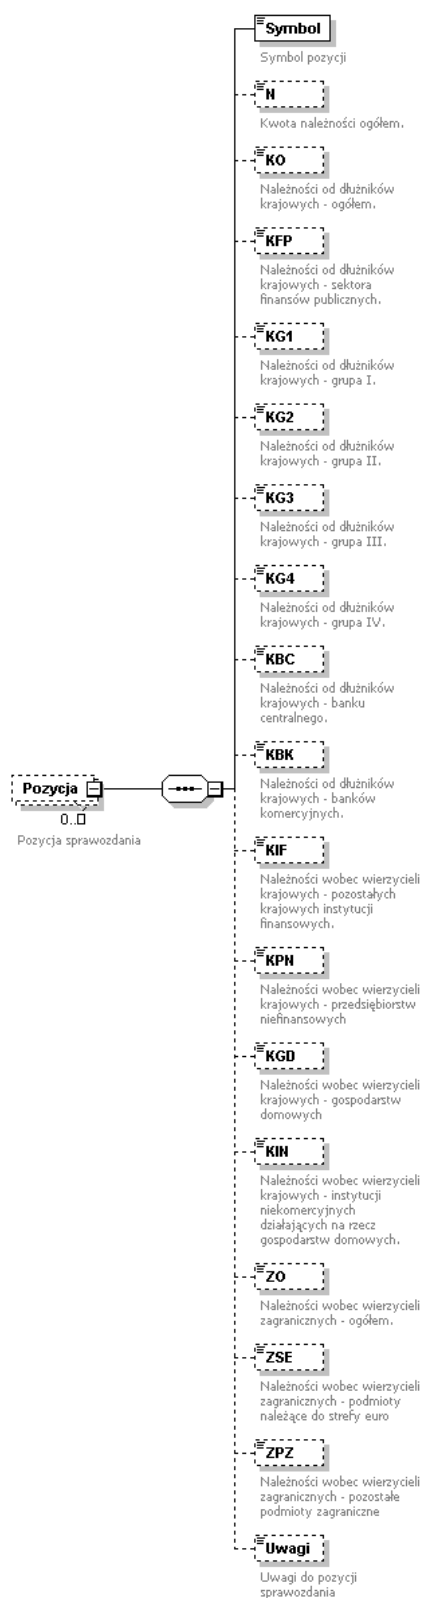 Symbol
Symbol pozycji
N
Kwota należności ogółem.
KO
Należności od dłużników
krajowych - ogółem.
KFP
Należności od dłużników
krajowych - sektora
finansów publicznych.
KG1
Należności od dłużników
krajowych - grupa I.
KG2
Należności od dłużników
krajowych - grupa II.
KG3
Należności od dłużników
krajowych - grupa III.
KG4
Należności od dłużników
krajowych - grupa IV.
KBC
Należności od dłużników
krajowych - banku
centralnego.
KBK
Należności od dłużników
krajowych - banków
komercyjnych.
Pozycja
0..□
Pozycja sprawozdania
KIF
Należności wobec wierzycieli
krajowych - pozostałych
krajowych instytucji
finansowych.
KPN
Należności wobec wierzycieli
krajowych - przedsiębiorstw
niefinansowych
KGD
Należności wobec wierzycieli
krajowych - gospodarstw
domowych
KIN
Należności wobec wierzycieli
krajowych - instytucji
niekomercyjnych
działających na rzecz
gospodarstw domowych.
ZO
Należności wobec wierzycieli
zagranicznych - ogółem.
ZSE
Należności wobec wierzycieli
zagranicznych - podmioty
należące do strefy euro
ZPZ
Należności wobec wierzycieli
zagranicznych - pozostałe
podmioty zagraniczne
Uwagi
Uwagi do pozycji
sprawozdania